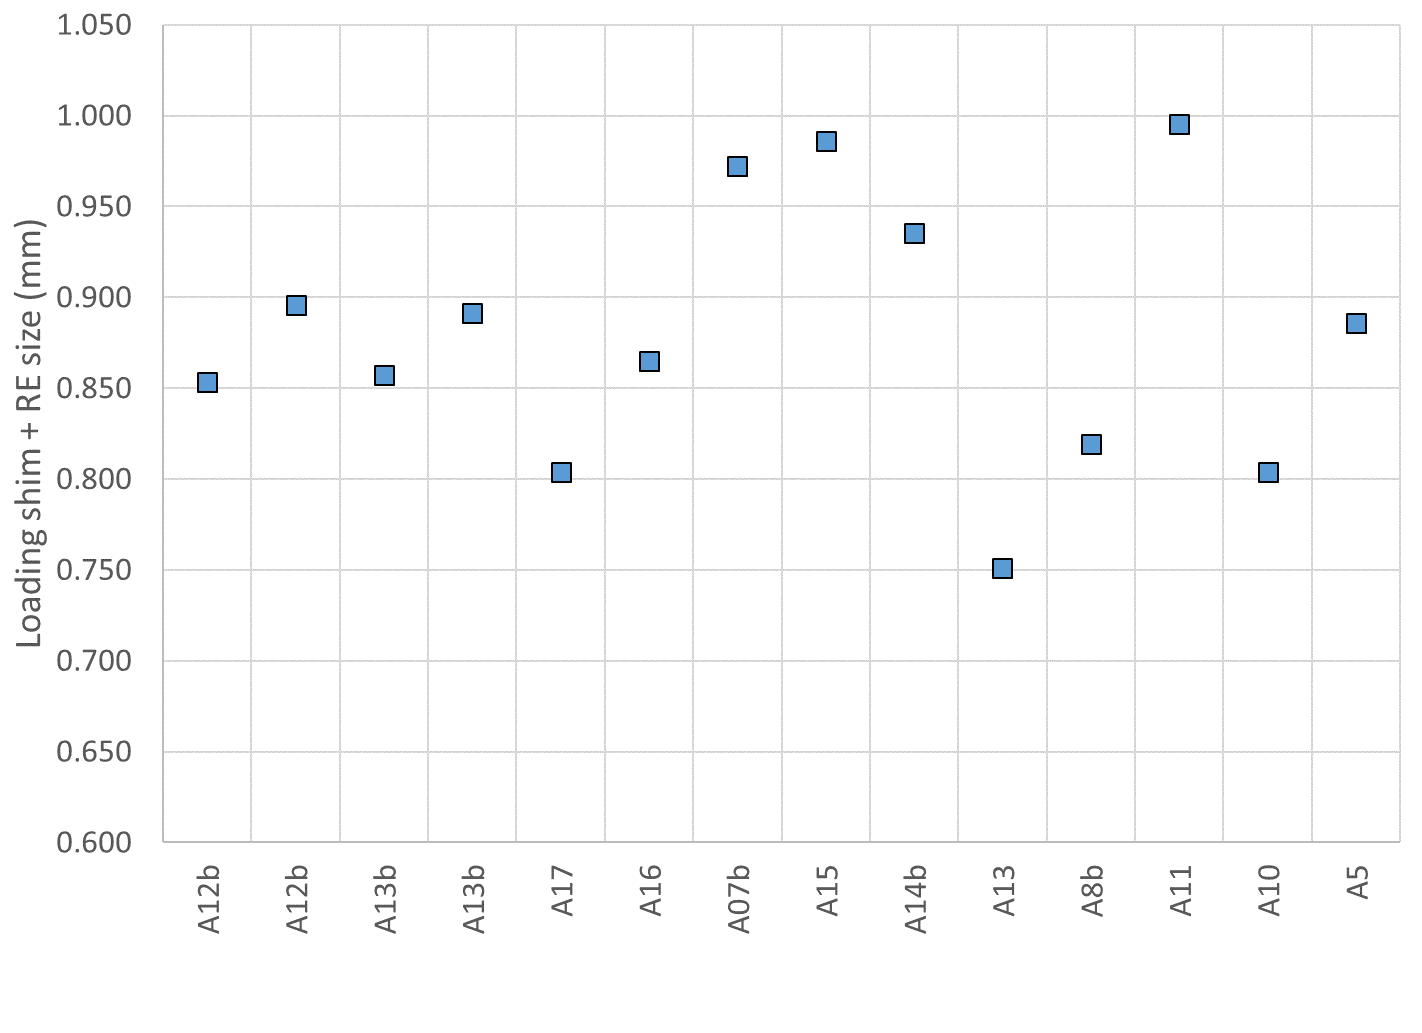 1.050
1.000
0.950
0.900
0.850
0.800
0.750
0.700
0.650
0.600
Loading shim + RE size (mm)
A12b
A12b
A13b
A13b
A17
A16
A07b
A15
A14b
A13
A8b
A11
A10
A5